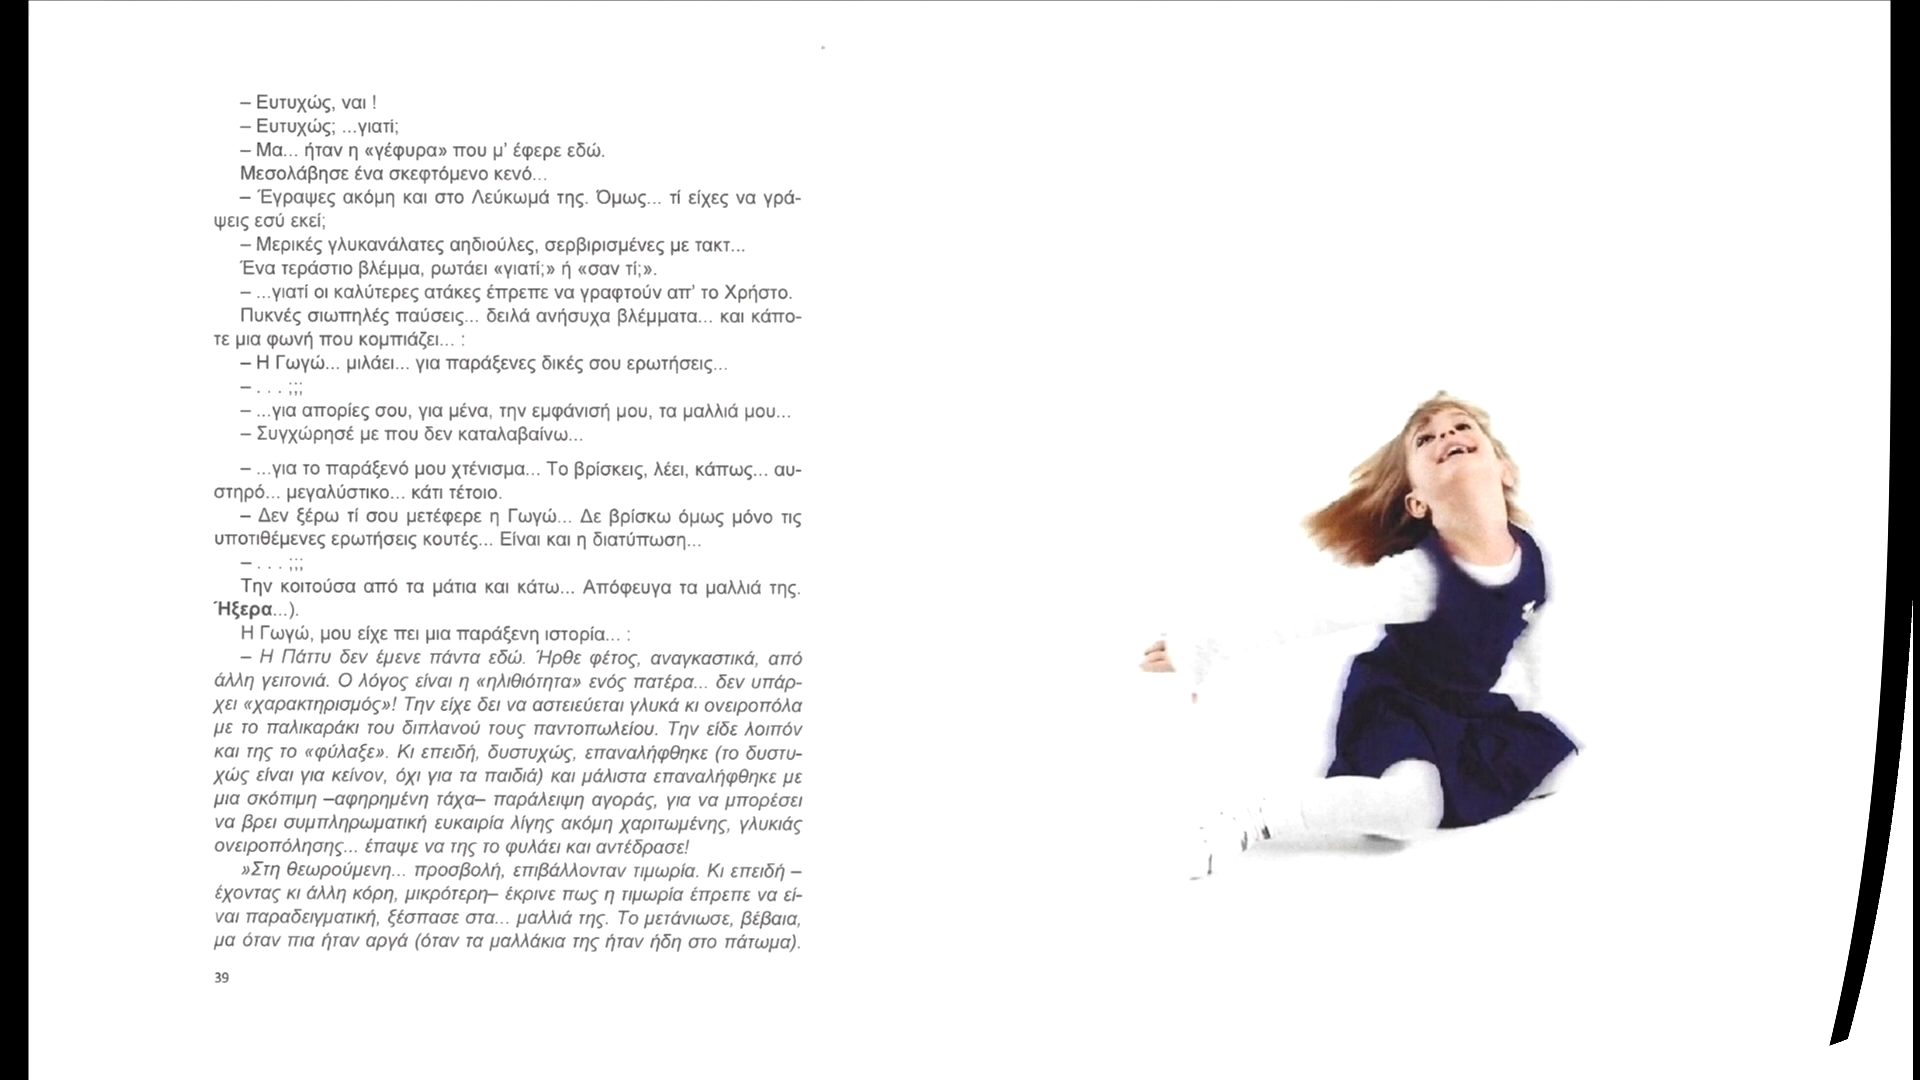 – Ευτυχώς, ναι !
– Ευτυχώς; ...γιατί;
– Μα... ήταν η «γέφυρα» που μ’ έφερε εδώ.
Μεσολάβησε ένα σκεφτόμενο κενό...
– Έγραψες ακόμη και στο Λεύκωμά της. Όμως... τί είχες να γρά-
ψεις εσύ εκεί;
– Μερικές γλυκανάλατες αηδιούλες, σερβιρισμένες με τακτ...
Ένα τεράστιο βλέμμα, ρωτάει «γιατί;» ή «σαν τί;».
– ...γιατί οι καλύτερες ατάκες έπρεπε να γραφτούν απ’ το Χρήστο.
Πυκνές σιωπηλές παύσεις... δειλά ανήσυχα βλέμματα... και κάπο-
τε μια φωνή που κομπιάζει... :
– Η Γωγώ... μιλάει... για παράξενες δικές σου ερωτήσεις...
– . . . ;;;
– ...για απορίες σου, για μένα, την εμφάνισή μου, τα μαλλιά μου...
– Συγχώρησέ με που δεν καταλαβαίνω...
– ...για το παράξενό μου χτένισμα... Το βρίσκεις, λέει, κάπως... αυ-
στηρό... μεγαλύστικο... κάτι τέτοιο.
– Δεν ξέρω τί σου μετέφερε η Γωγώ... Δε βρίσκω όμως μόνο τις
υποτιθέμενες ερωτήσεις κουτές... Είναι και η διατύπωση...
– . . . ;;;
Την κοιτούσα από τα μάτια και κάτω... Απόφευγα τα μαλλιά της.
Ήξερα...).
Η Γωγώ, μου είχε πει μια παράξενη ιστορία... :
– Η Πάττυ δεν έμενε πάντα εδώ. Ήρθε φέτος, αναγκαστικά, από
άλλη γειτονιά. Ο λόγος είναι η «ηλιθιότητα» ενός πατέρα... δεν υπάρ-
χει «χαρακτηρισμός»! Την είχε δει να αστειεύεται γλυκά κι ονειροπόλα
με το παλικαράκι του διπλανού τους παντοπωλείου. Την είδε λοιπόν
και της το «φύλαξε». Κι επειδή, δυστυχώς, επαναλήφθηκε (το δυστυ-
χώς είναι για κείνον, όχι για τα παιδιά) και μάλιστα επαναλήφθηκε με
μια σκόπιμη –αφηρημένη τάχα– παράλειψη αγοράς, για να μπορέσει
να βρει συμπληρωματική ευκαιρία λίγης ακόμη χαριτωμένης, γλυκιάς
ονειροπόλησης... έπαψε να της το φυλάει και αντέδρασε!
»Στη θεωρούμενη... προσβολή, επιβάλλονταν τιμωρία. Κι επειδή –
έχοντας κι άλλη κόρη, μικρότερη– έκρινε πως η τιμωρία έπρεπε να εί-
ναι παραδειγματική, ξέσπασε στα... μαλλιά της. Το μετάνιωσε, βέβαια,
μα όταν πια ήταν αργά (όταν τα μαλλάκια της ήταν ήδη στο πάτωμα).
39